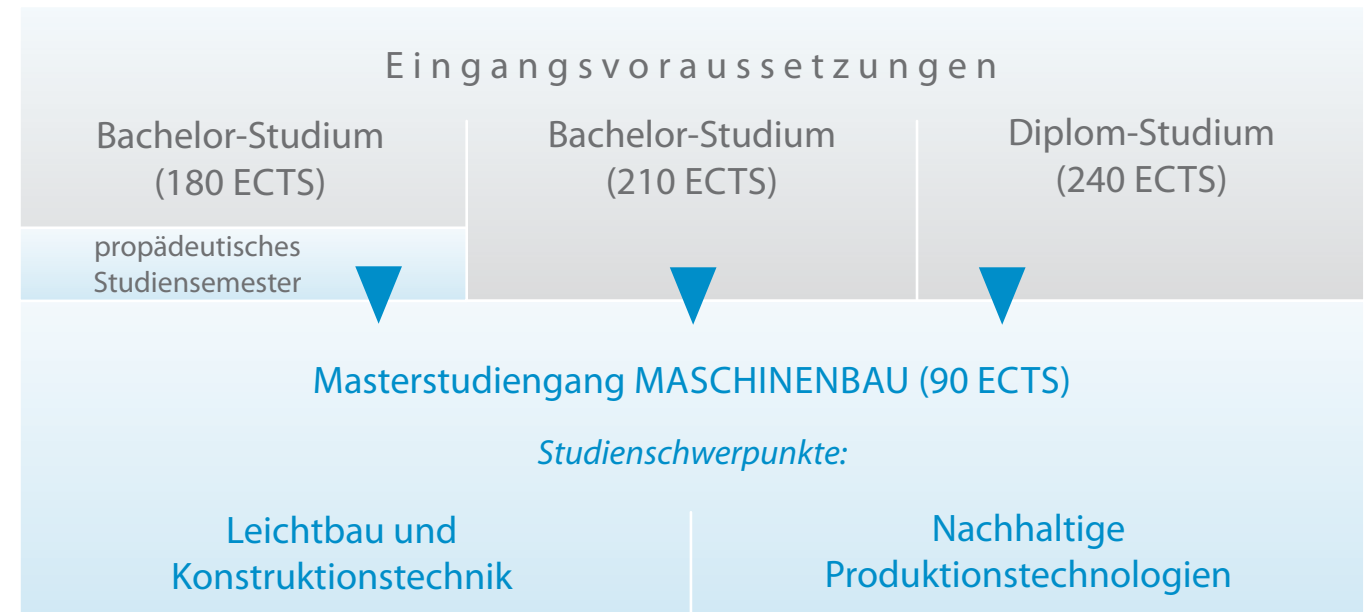 Eingangsvoraussetzungen
Bachelor-Studium
(180 ECTS)
Bachelor-Studium
(210 ECTS)
Diplom-Studium
(240 ECTS)
propädeutisches
Studiensemester
Masterstudiengang MASCHINENBAU (90 ECTS)
Studienschwerpunkte:
Leichtbau und
Konstruktionstechnik
Nachhaltige
Produktionstechnologien